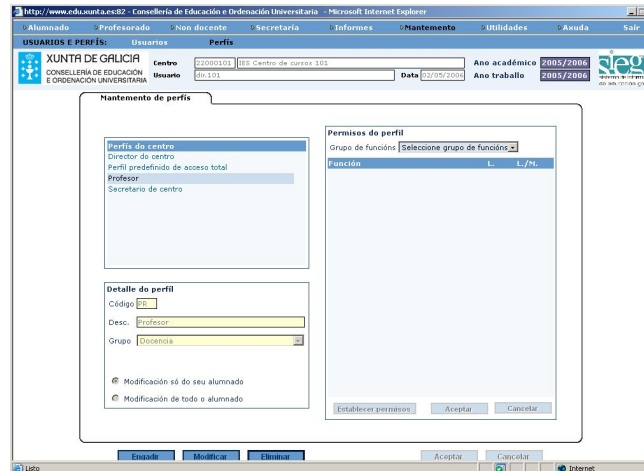 http://www.edu.xunta.es:82 - Consellería de Educación e Ordenación Universitaria - Microsoft Internet Explorer
Alumnado Profesorado Non docente Secretaría Informes Mantemento Utilidades Axuda Saír
USUARIOS E PERFÍS: Usuarios Perfís
XUNTA DE GALICIA
CONSELLERÍA DE EDUCACIÓN
E ORDENACIÓN UNIVERSITARIA
Centro 22000101 IES Centro de cursos 101 Ano académico 2005/2006
Usuario dir.101 Data 02/05/2006 Ano traballo 2005/2006
Mantemento de perfís
Perfís do centro
Director do centro
Perfil predefinido de acceso total
Profesor
Secretario de centro
Permisos do perfil
Grupo de funcións Seleccione grupo de funcións
Función L. L./M.
Detalle do perfil
Código PR
Desc. Profesor
Grupo Docencia
Modificación só do seu alumnado
Modificación de todo o alumnado
Establecer permisos Aceptar Cancelar
Engadir Modificar Eliminar Aceptar Cancelar
Listo Internet